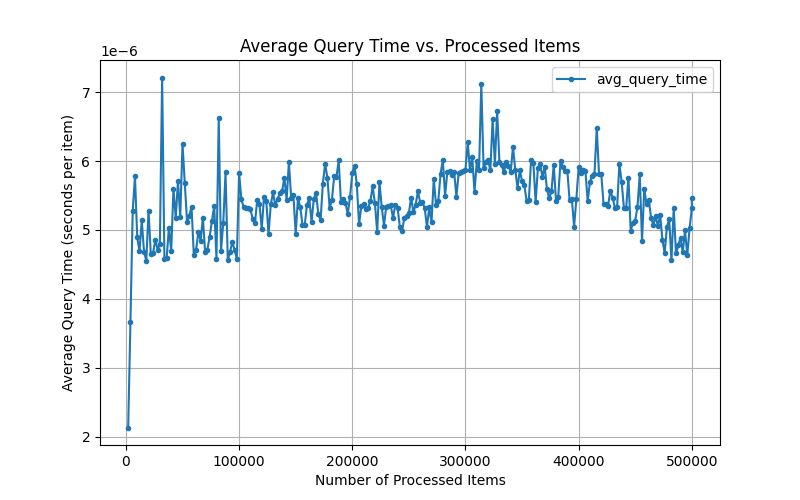 Average Query Time vs. Processed Items
1e−6
avg_query_time
7
6
5
4
3
2
Average Query Time (seconds per item)
0 100000 200000 300000 400000 500000
Number of Processed Items